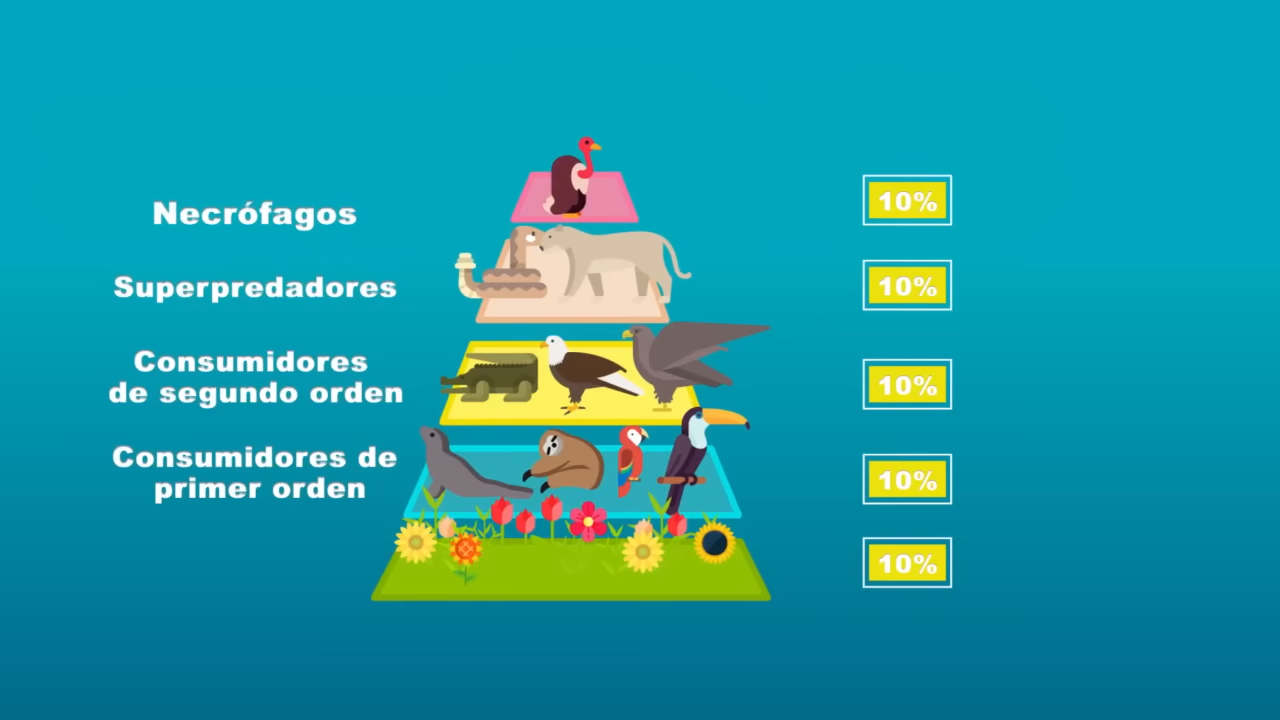 Necrófagos
10%
Superpredadores
10%
Consumidores
de segundo orden
10%
Consumidores de
primer orden
10%
10%